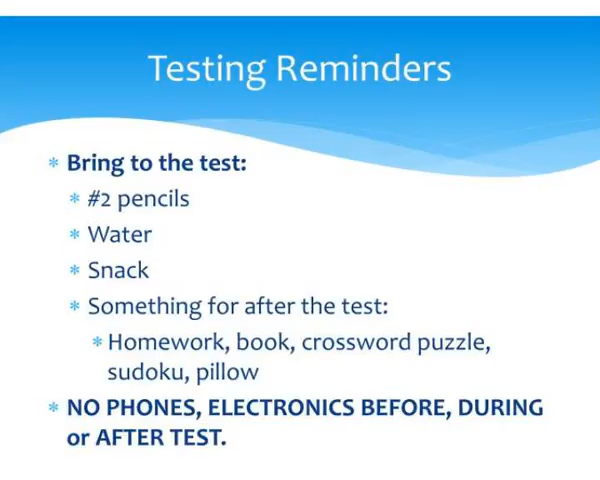 Testing Reminders
* Bring to the test:
* #2 pencils
* Water
* Snack
* Something for after the test:
* Homework, book, crossword puzzle,
sudoku, pillow
* NO PHONES, ELECTRONICS BEFORE, DURING
or AFTER TEST.